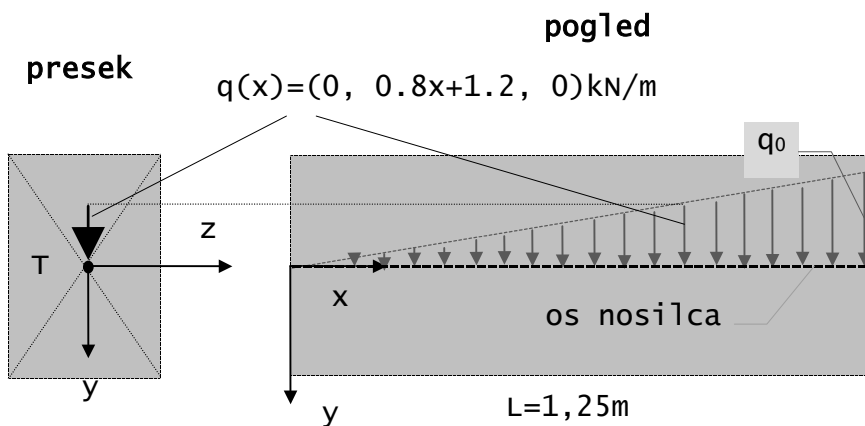 pogled
presek
q(x)=(0, 0.8x+1.2, 0)kN/m
q0
z
T
x
os nosilca
y
y
L=1,25m